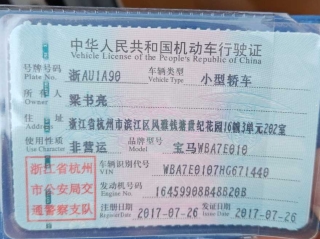 中华人民共和国机动车行驶证
Vehicle License of the People's Republic of China
号牌号码 浙AU1A90 车辆类型 小型轿车
Plate No. Vehicle Type
所有人 梁书亮
Owner
住址 浙江省杭州市滨江区风雅钱塘世纪花园16幢3单元202室
Address
使用性质 非营运 品牌型号 宝马WBA7E010
Use Character Model
浙江省杭州
市公安局交
通警察支队
车辆识别代号 WBA7E0107HG671440
VIN
发动机号码 16459908848B20B
Engine No.
注册日期 2017-07-26 发证日期 2017-07-26
Register Date Issue Date